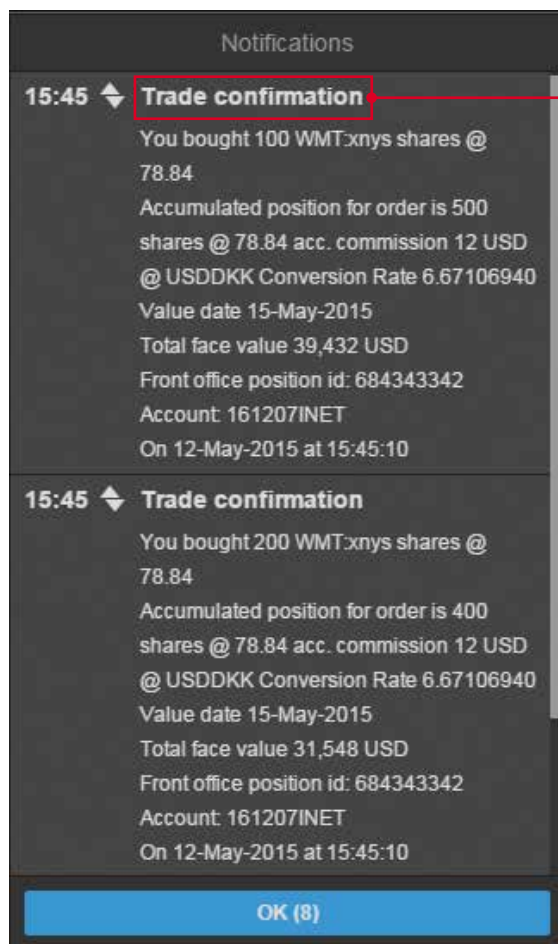 Notifications
15:45 Trade confirmation
You bought 100 WMT:xnys shares @
78.84
Accumulated position for order is 500
shares @ 78.84 acc. commission 12 USD
@ USDDKK Conversion Rate 6.67106940
Value date 15-May-2015
Total face value 39,432 USD
Front office position id: 684343342
Account: 161207INET
On 12-May-2015 at 15:45:10
15:45 Trade confirmation
You bought 200 WMT:xnys shares @
78.84
Accumulated position for order is 400
shares @ 78.84 acc. commission 12 USD
@ USDDKK Conversion Rate 6.67106940
Value date 15-May-2015
Total face value 31,548 USD
Front office position id: 684343342
Account: 161207INET
On 12-May-2015 at 15:45:10
OK (8)